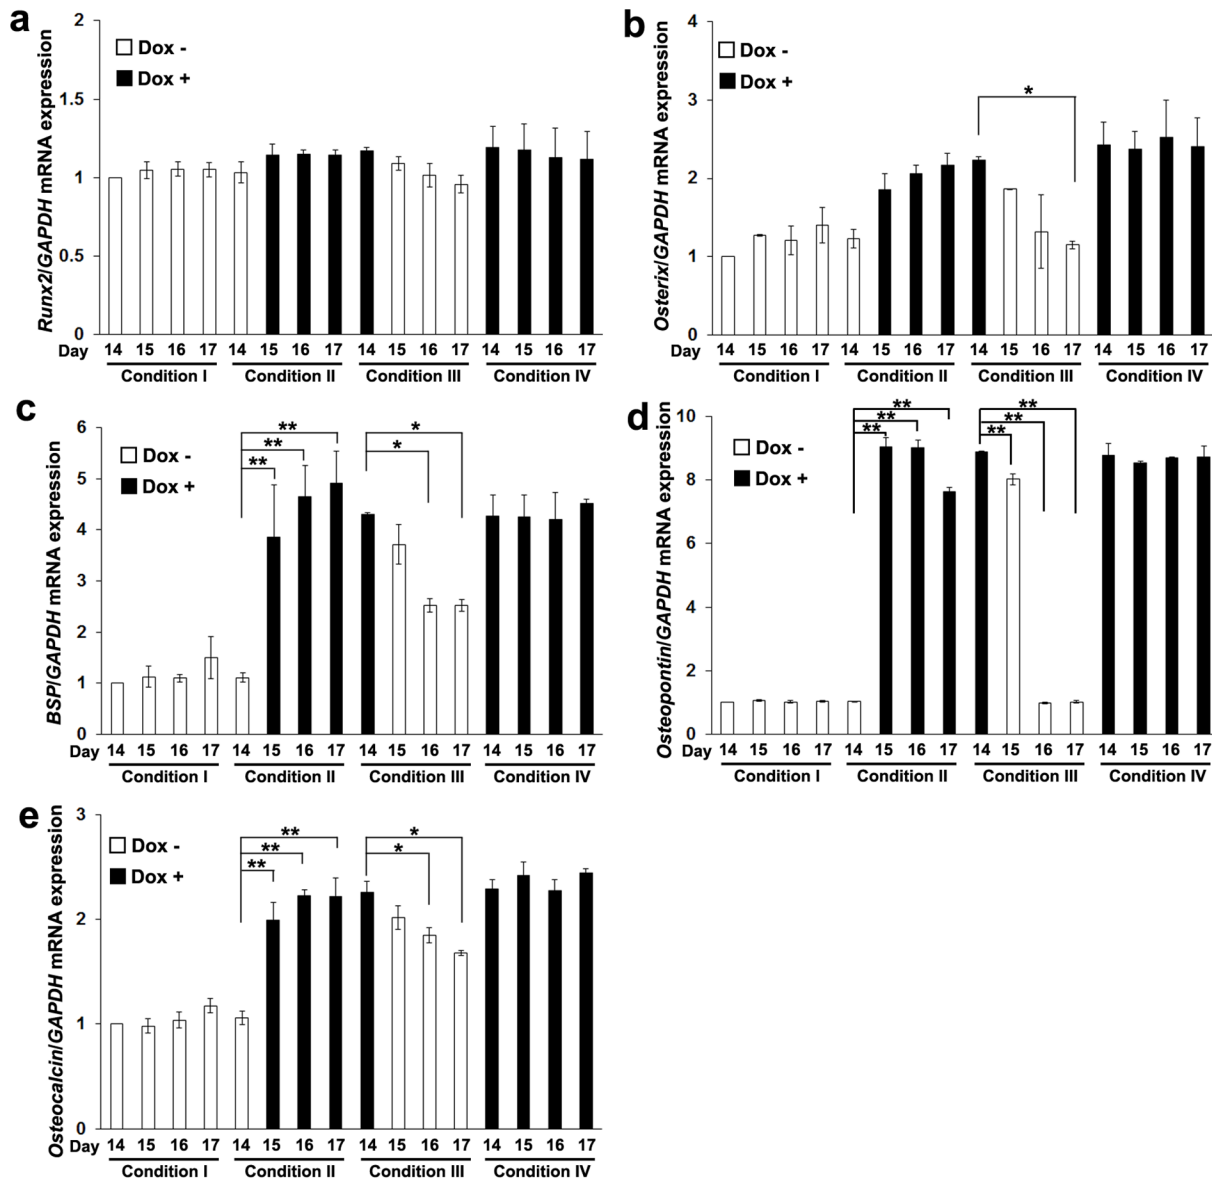 a
Runx2/GAPDH mRNA expression
2
1.5
1
0.5
0
Dox -
Dox +
Day 14 15 16 17 14 15 16 17 14 15 16 17 14 15 16 17
Condition I Condition II Condition III Condition IV
b
Osterix/GAPDH mRNA expression
4
3
2
1
0
Dox -
Dox +
*
Day 14 15 16 17 14 15 16 17 14 15 16 17 14 15 16 17
Condition I Condition II Condition III Condition IV
c
BSP/GAPDH mRNA expression
6
5
4
3
2
1
0
Dox -
Dox +
** *
** *
**
Day 14 15 16 17 14 15 16 17 14 15 16 17 14 15 16 17
Condition I Condition II Condition III Condition IV
d
Osteopontin/GAPDH mRNA expression
10
8
6
4
2
0
Dox -
Dox +
** **
** **
** **
Day 14 15 16 17 14 15 16 17 14 15 16 17 14 15 16 17
Condition I Condition II Condition III Condition IV
e
Osteocalcin/GAPDH mRNA expression
3
2
1
0
Dox -
Dox +
** *
** *
**
Day 14 15 16 17 14 15 16 17 14 15 16 17 14 15 16 17
Condition I Condition II Condition III Condition IV